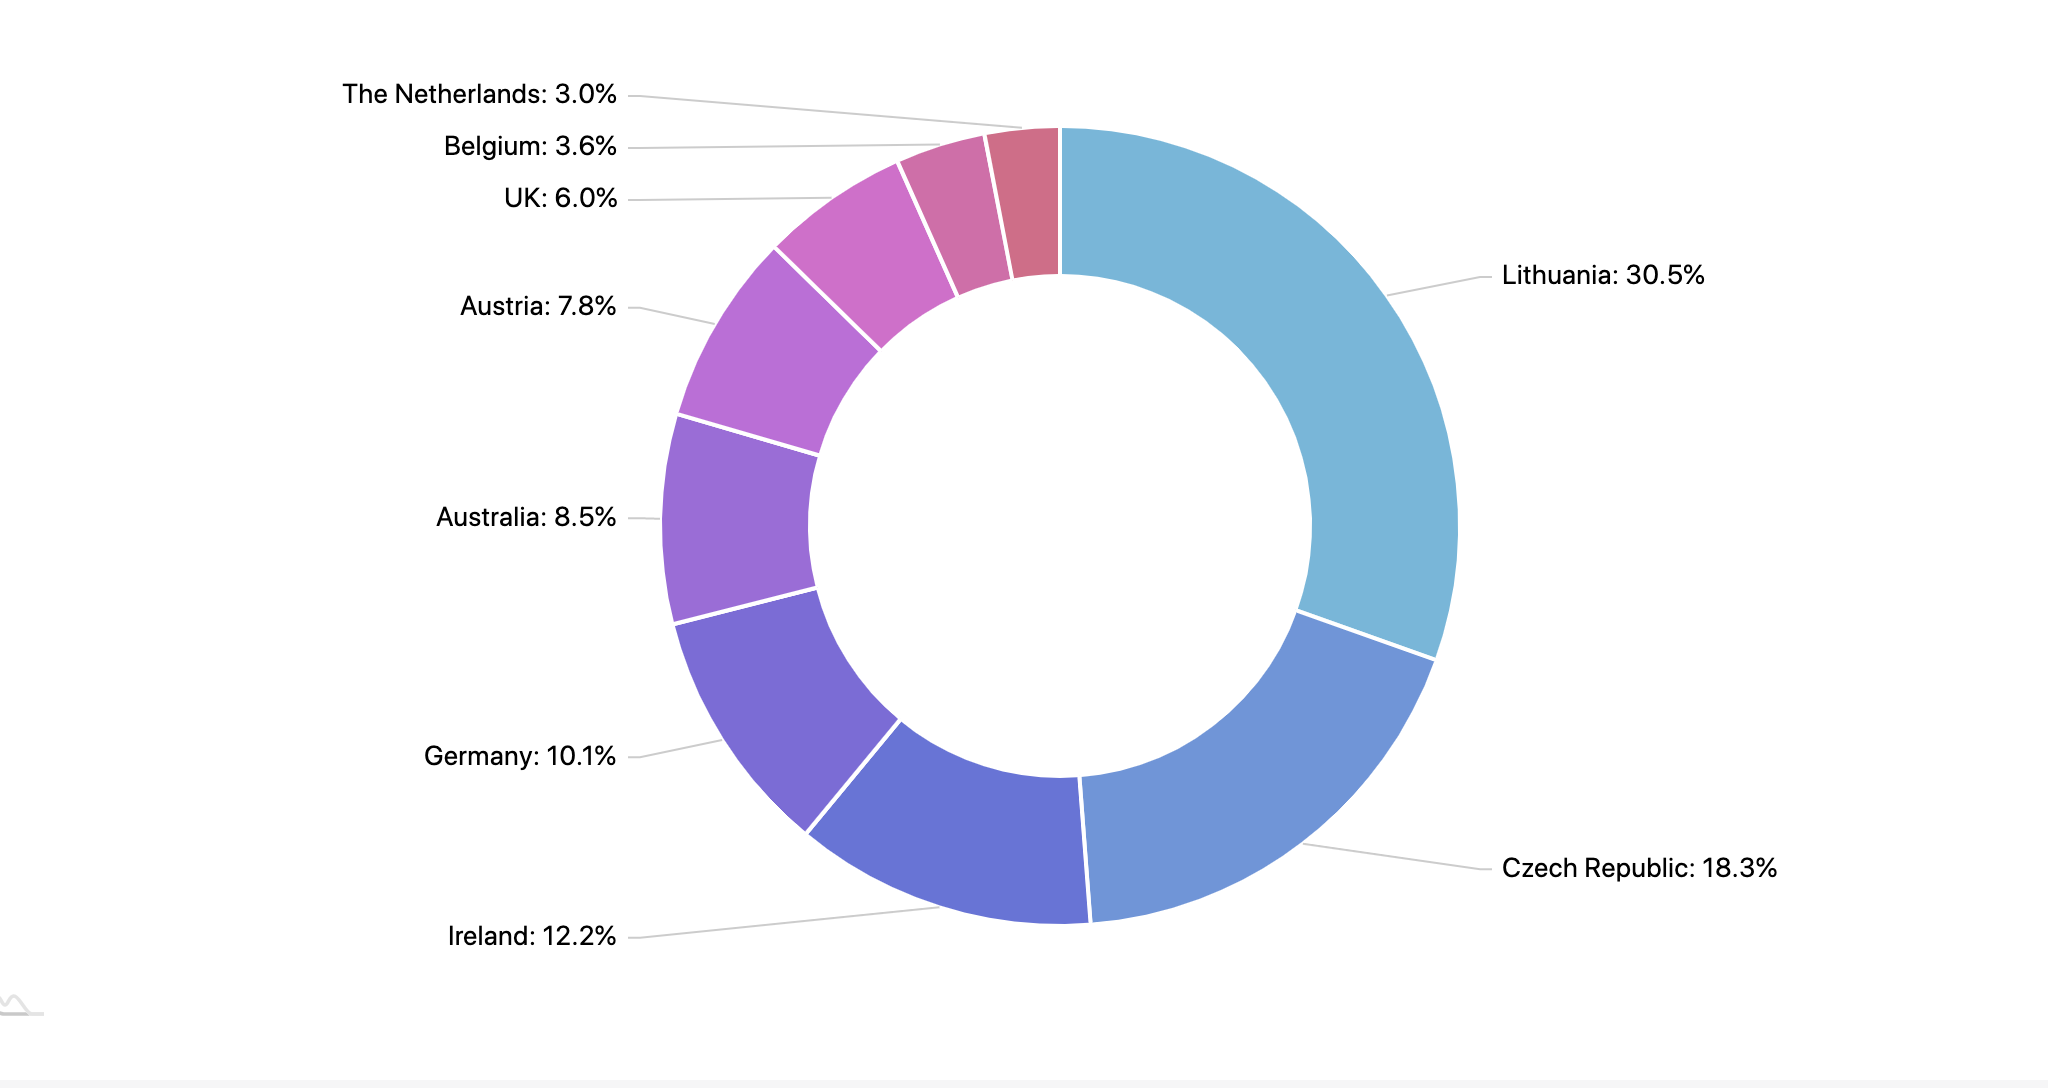 The Netherlands: 3.0%
Belgium: 3.6%
UK: 6.0%
Lithuania: 30.5%
Austria: 7.8%
Australia: 8.5%
Germany: 10.1%
Czech Republic: 18.3%
Ireland: 12.2%